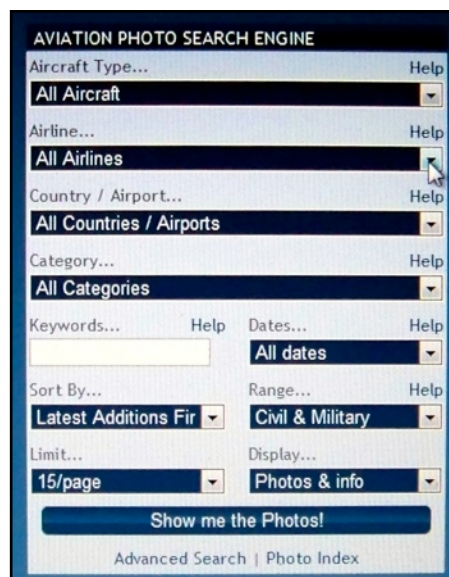 AVIATION PHOTO SEARCH ENGINE
Aircraft Type... Help
All Aircraft
Airline... Help
All Airlines
Country / Airport... Help
All Countries / Airports
Category... Help
All Categories
Keywords... Help Dates... Help
All dates
Sort By... Range... Help
Latest Additions Fir Civil & Military
Limit... Display...
15/page Photos & info
Show me the Photos!
Advanced Search | Photo Index